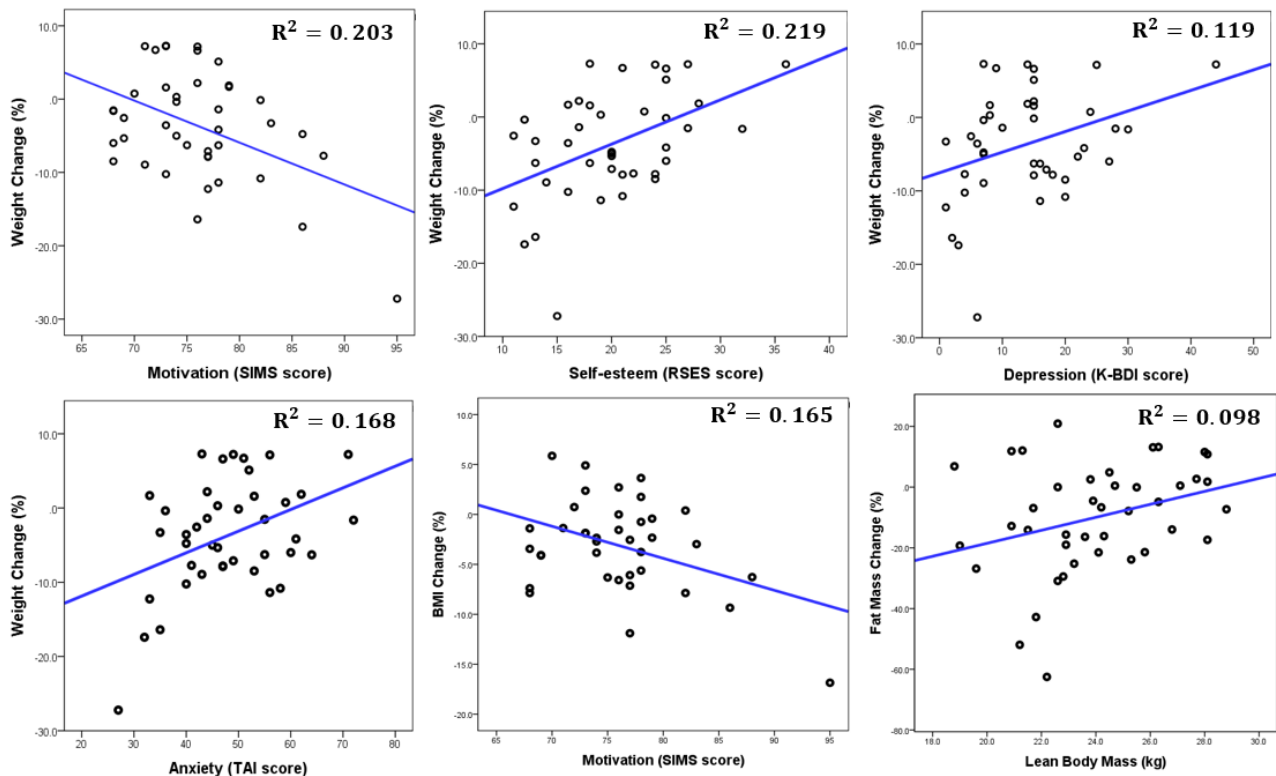 R² = 0.203
Weight Change (%)
10.0
.0
-10.0
-20.0
-30.0
65 70 75 80 85 90 95
Motivation (SIMS score)
R² = 0.219
Weight Change (%)
10.0
.0
-10.0
-20.0
-30.0
10 15 20 25 30 35 40
Self-esteem (RSES score)
R² = 0.119
Weight Change (%)
10.0
.0
-10.0
-20.0
-30.0
0 10 20 30 40 50
Depression (K-BDI score)
R² = 0.168
Weight Change (%)
10.0
.0
-10.0
-20.0
-30.0
20 30 40 50 60 70 80
Anxiety (TAI score)
R² = 0.165
BMI Change (%)
10.0
5.0
.0
-5.0
-10.0
-15.0
-20.0
65 70 75 80 85 90 95
Motivation (SIMS score)
R² = 0.098
Fat Mass Change (%)
20.0
.0
-20.0
-40.0
-60.0
-80.0
18.0 20.0 22.0 24.0 26.0 28.0 30.0
Lean Body Mass (kg)